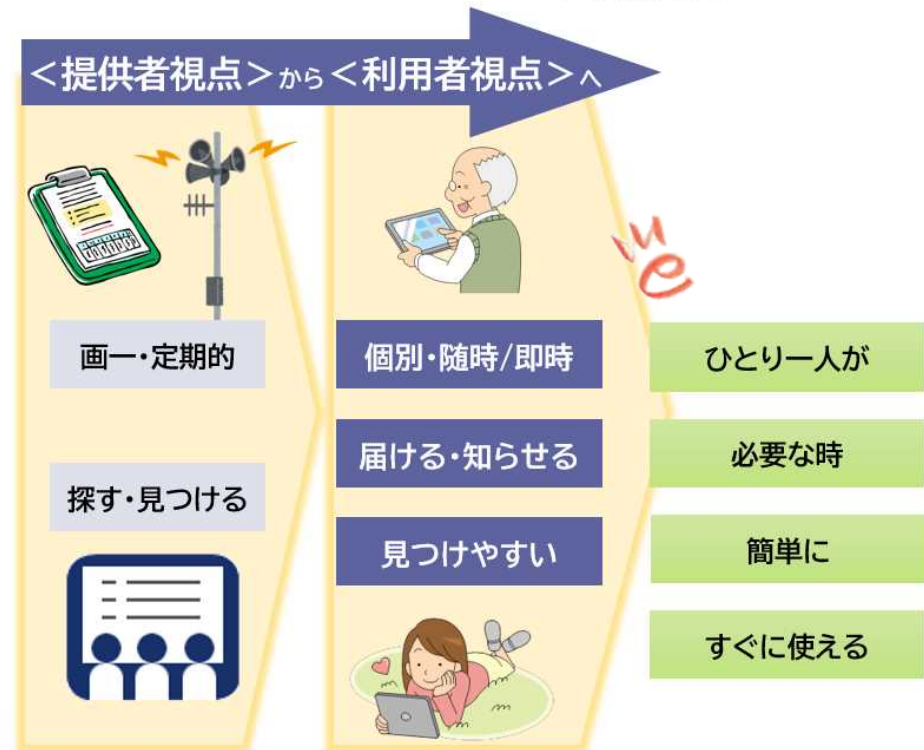 <提供者視点>から<利用者視点>へ
画一・定期的
探す・見つける
個別・随時/即時
届ける・知らせる
見つけやすい
me
ひとり一人が
必要な時
簡単に
すぐに使える